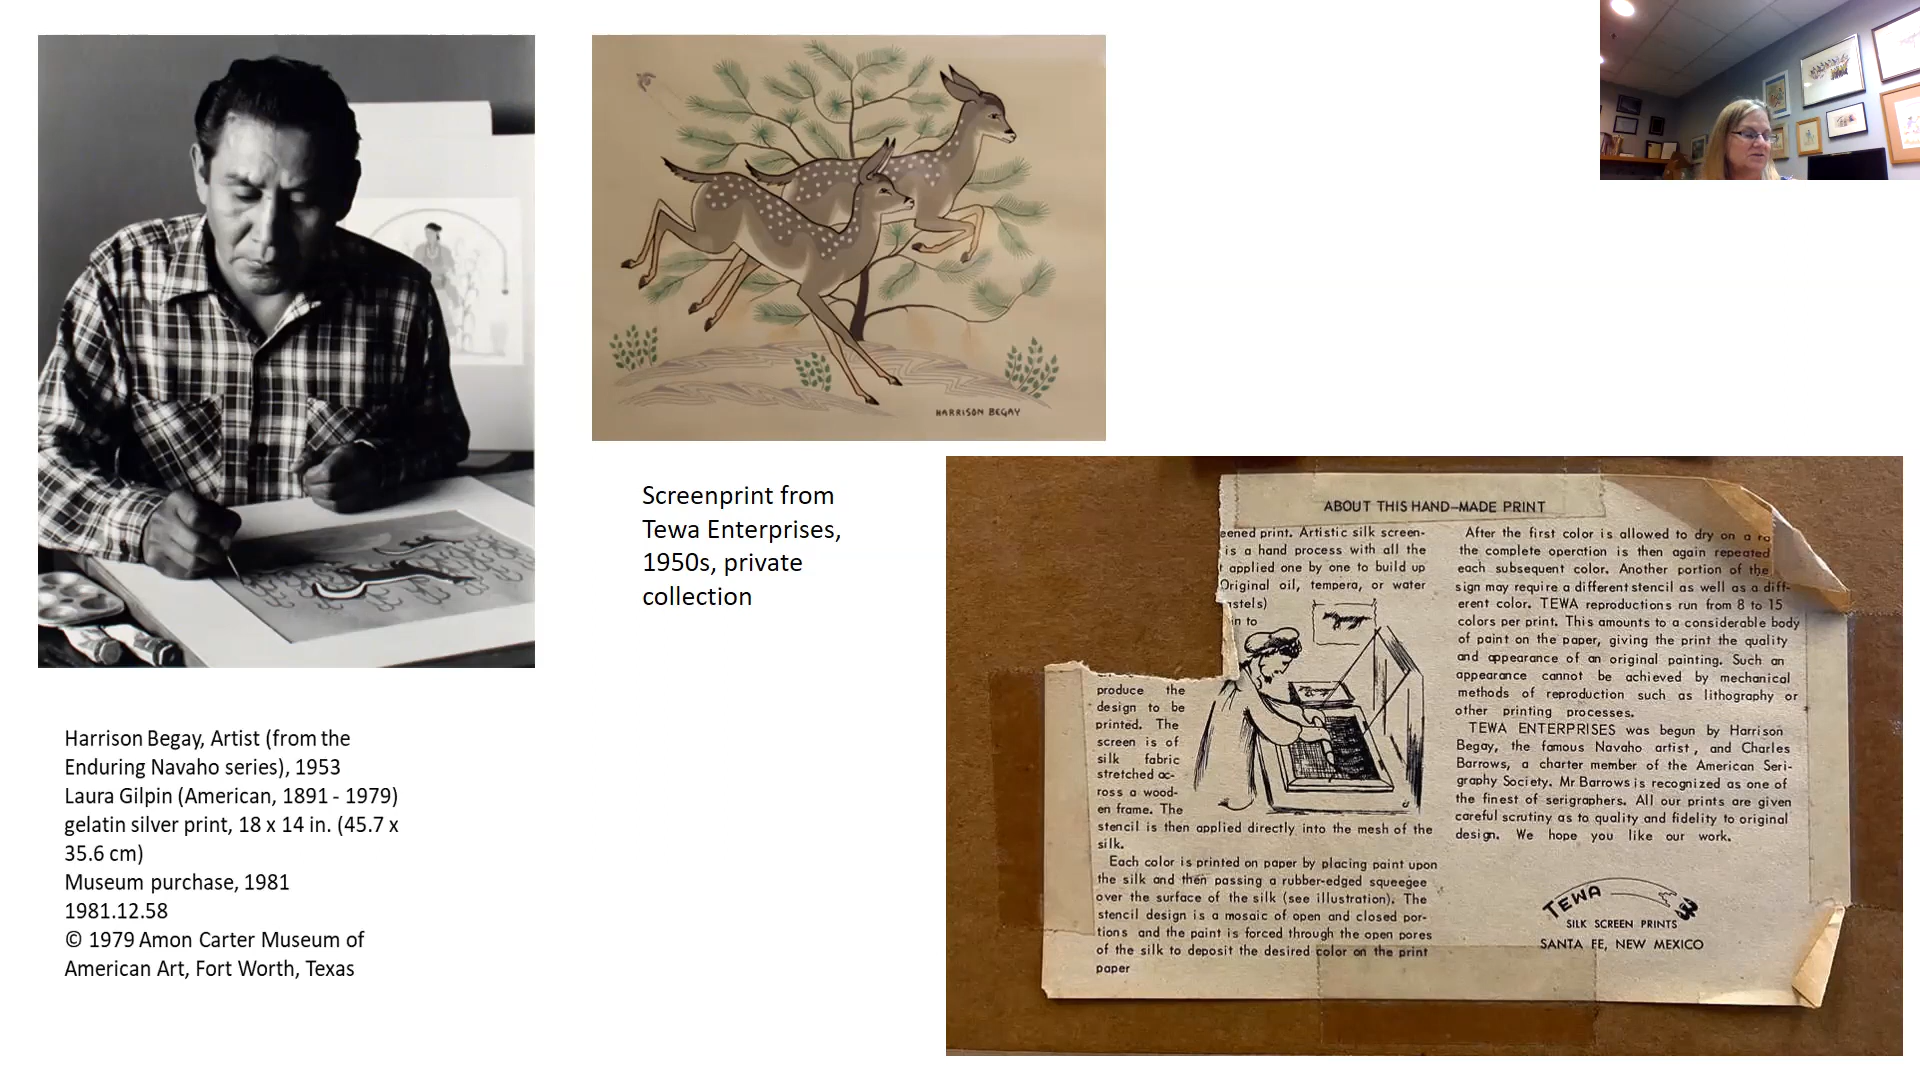 HARRISON BEGAY
Screenprint from
Tewa Enterprises,
1950s, private
collection
Harrison Begay, Artist (from the
Enduring Navaho series), 1953
Laura Gilpin (American, 1891 - 1979)
gelatin silver print, 18 x 14 in. (45.7 x
35.6 cm)
Museum purchase, 1981
1981.12.58
© 1979 Amon Carter Museum of
American Art, Fort Worth, Texas
ABOUT THIS HAND-MADE PRINT
eened print. Artistic silk screen-
is a hand process with all the
t applied one by one to build up
Original oil, tempera, or water
astels)
in to
produce the
design to be
printed. The
screen is of
silk fabric
stretched ac-
ross a wood-
en frame. The
stencil is then applied directly into the mesh of the
silk.
Each color is printed on paper by placing paint upon
the silk and then passing a rubber-edged squeegee
over the surface of the silk (see illustration). The
stencil design is a mosaic of open and closed por-
tions and the paint is forced through the open pores
of the silk to deposit the desired color on the print
paper
After the first color is allowed to dry on a ra
the complete operation is then again repeated
each subsequent color. Another portion of the
sign may require a different stencil as well as a diff-
erent color. TEWA reproductions run from 8 to 15
colors per print. This amounts to a considerable body
of paint on the paper, giving the print the quality
and appearance of an original painting. Such an
appearance cannot be achieved by mechanical
methods of reproduction such as lithography or
other printing processes.
TEWA ENTERPRISES was begun by Harrison
Begay, the famous Navaho artist, and Charles
Barrows, a charter member of the American Seri-
graphy Society. Mr Barrows is recognized as one of
the finest of serigraphers. All our prints are given
careful scrutiny as to quality and fidelity to original
design. We hope you like our work.
TEWA
SILK SCREEN PRINTS
SANTA FE, NEW MEXICO